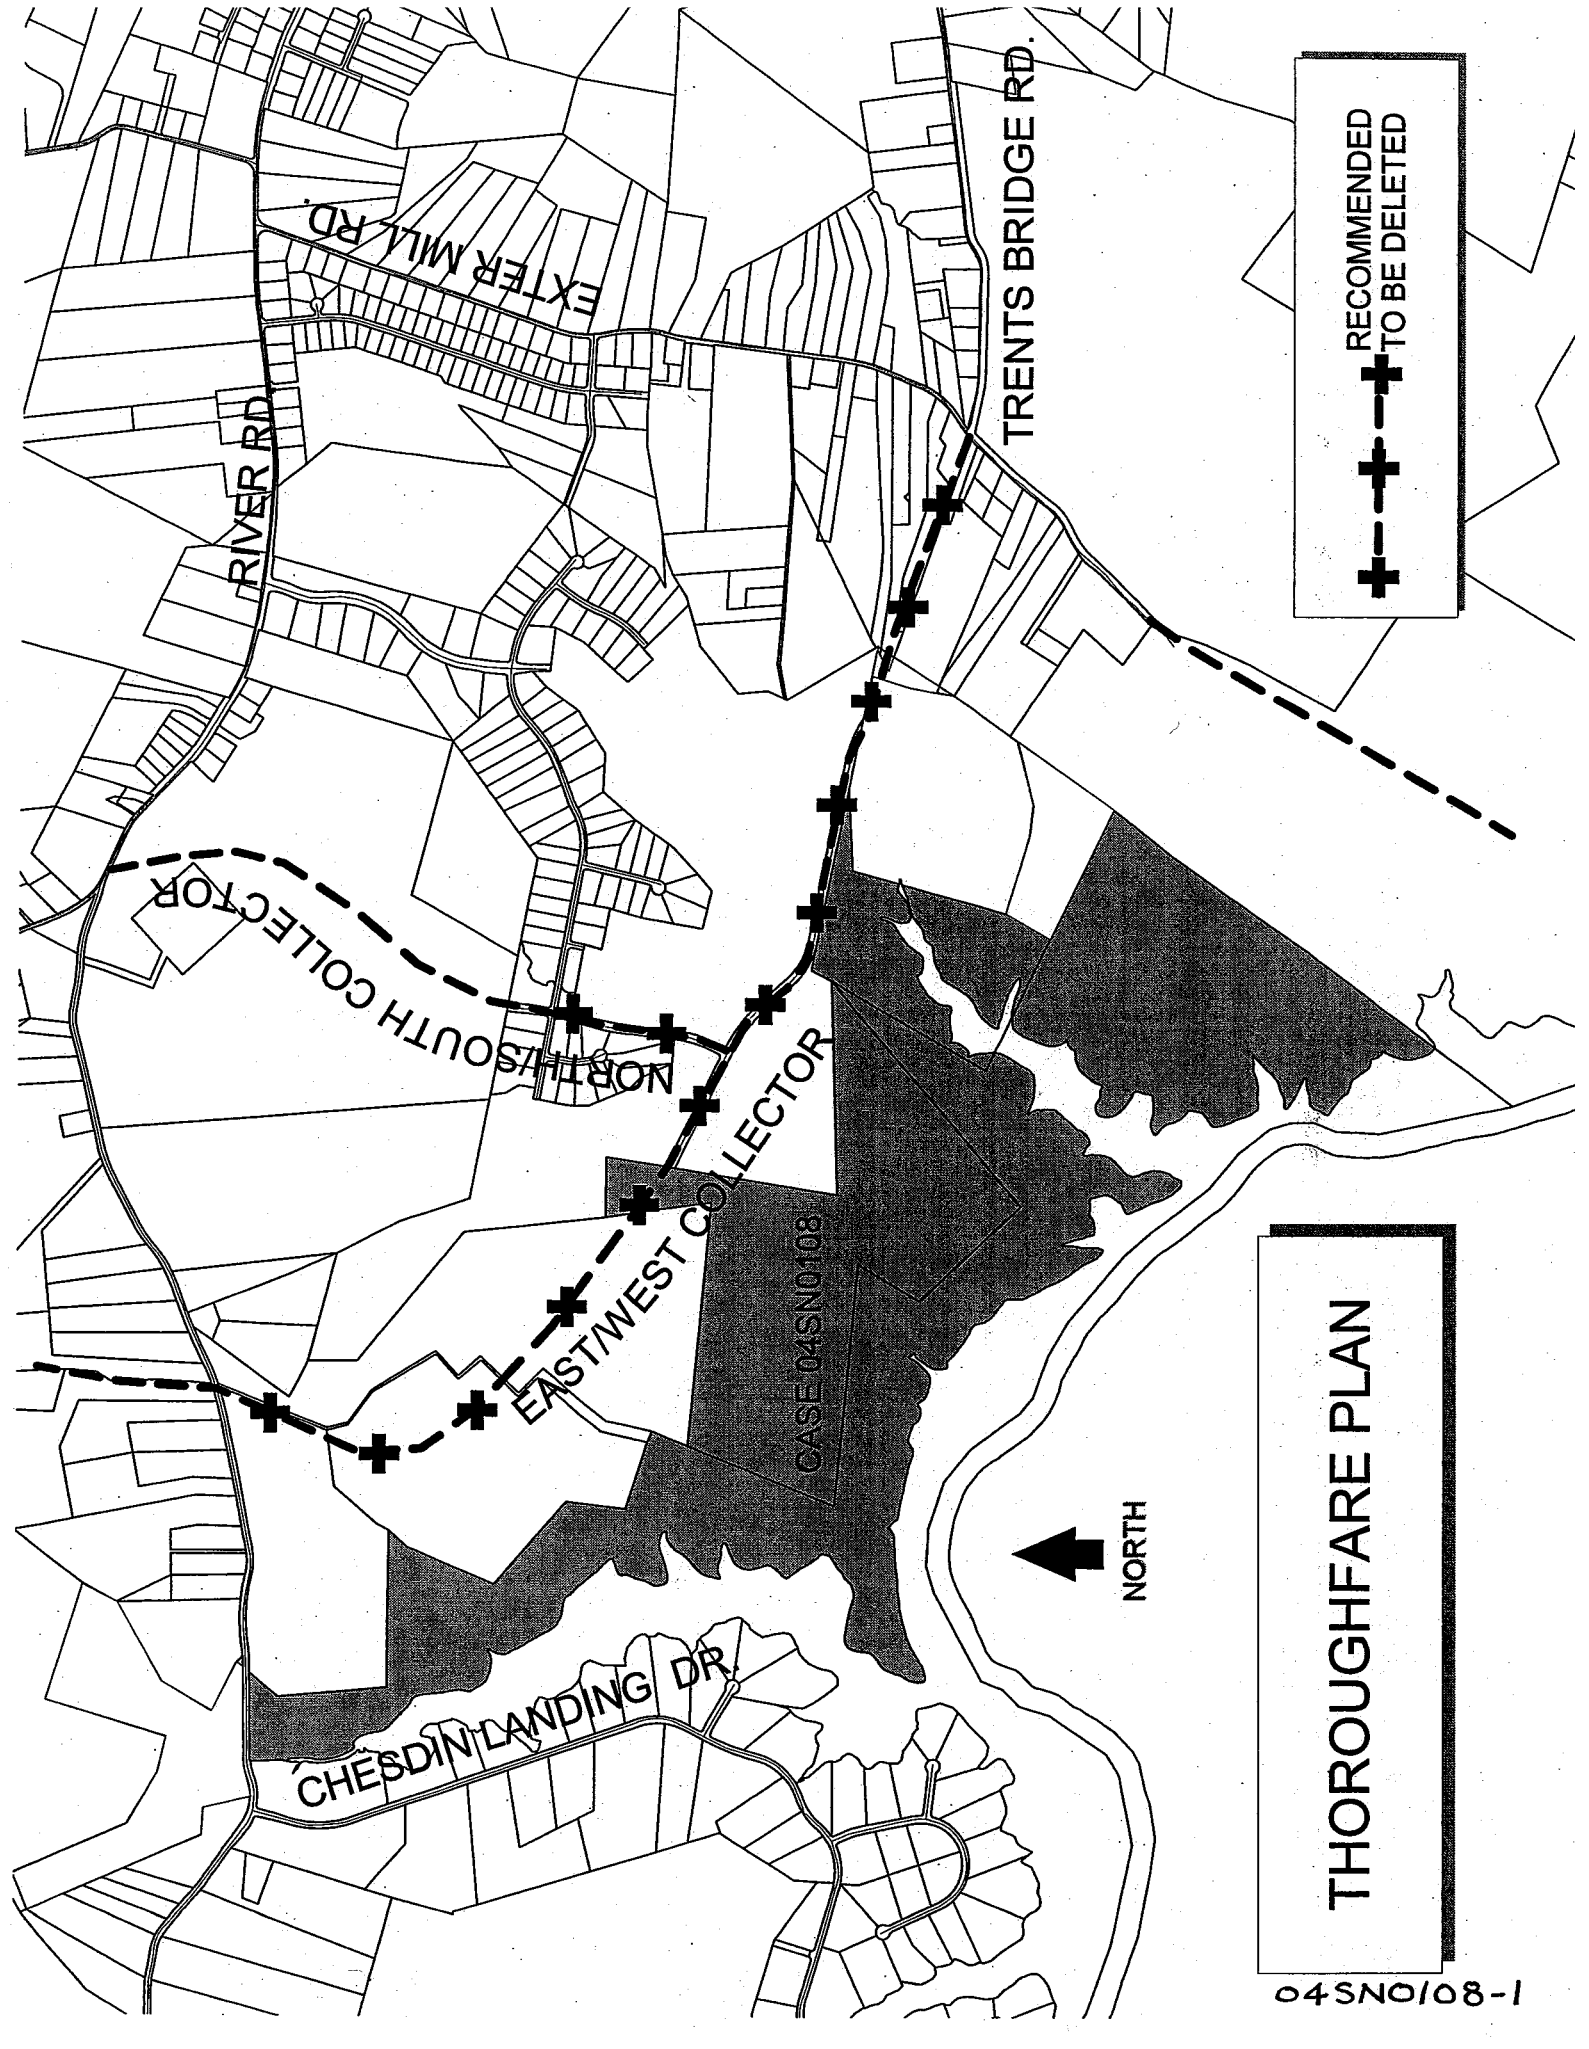 RIVER RD.
EXTER MILL RD.
TRENTS BRIDGE RD.
NORTH/SOUTH COLLECTOR
EAST/WEST COLLECTOR
CASE 04SN0108
CHESDIN LANDING DR.
NORTH
RECOMMENDED
TO BE DELETED
THOROUGHFARE PLAN
04SN0108-1